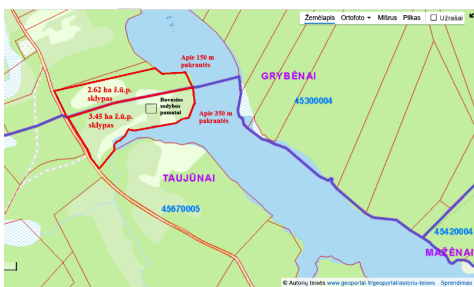 Žemėlapis Ortofoto Mišrus Pilkas Užrašai
Apie 150 m
pakrantės
2.62 ha ž.ū.p.
sklypas
GRYBĖNAI
45300004
Buvusios
sodybos
pamatai
Apie 350 m
pakrantės
3.45 ha ž.ū.p.
sklypas
TAUJŪNAI
45670005
45420004
MAŽĖNAI
© Autorių teisės www.geoportal.lt/geoportal/autoriu-teises Sprendimas